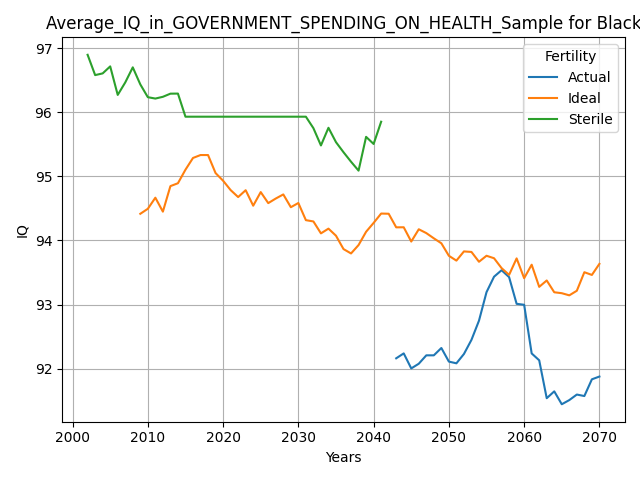 Average_IQ_in_GOVERNMENT_SPENDING_ON_HEALTH_Sample for Black
97
96
95
94
93
92
IQ
Fertility
Actual
Ideal
Sterile
2000 2010 2020 2030 2040 2050 2060 2070
Years